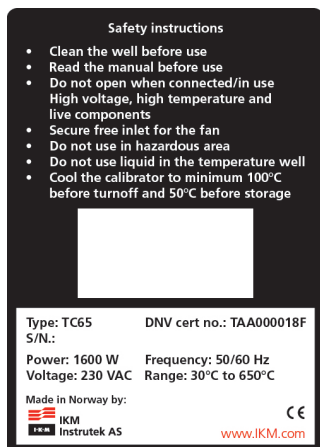 Safety instructions
• Clean the well before use
• Read the manual before use
• Do not open when connected/in use
High voltage, high temperature and
live components
• Secure free inlet for the fan
• Do not use in hazardous area
• Do not use liquid in the temperature well
• Cool the calibrator to minimum 100°C
before turnoff and 50°C before storage
Type: TC65 DNV cert no.: TAA000018F
S/N.:
Power: 1600 W Frequency: 50/60 Hz
Voltage: 230 VAC Range: 30°C to 650°C
Made in Norway by:
IKM
I·K·M Instrutek AS
CE
www.IKM.com